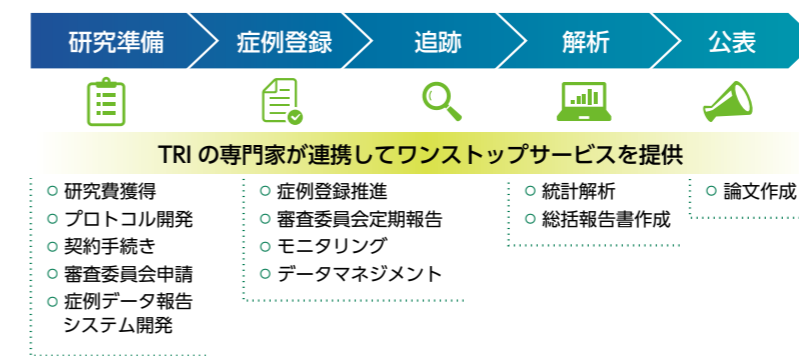 研究準備
症例登録
追跡
解析
公表
TRIの専門家が連携してワンストップサービスを提供
○ 研究費獲得
○ プロトコル開発
○ 契約手続き
○ 審査委員会申請
○ 症例データ報告
システム開発
○ 症例登録推進
○ 審査委員会定期報告
○ モニタリング
○ データマネジメント
○ 統計解析
○ 総括報告書作成
○ 論文作成